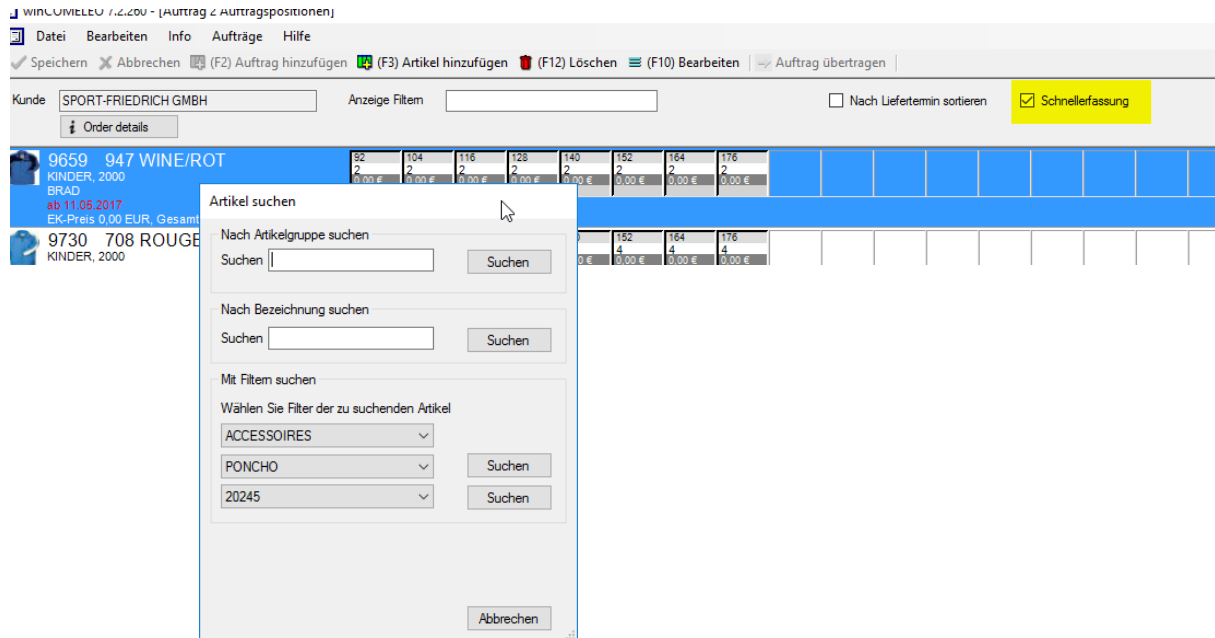 winCOMELEO 7.2.260 - [Auftrag 2 Auftragspositionen]
Datei Bearbeiten Info Aufträge Hilfe
Speichern Abbrechen (F2) Auftrag hinzufügen (F3) Artikel hinzufügen (F12) Löschen (F10) Bearbeiten Auftrag übertragen
Kunde SPORT-FRIEDRICH GMBH Anzeige Filtern Nach Liefertermin sortieren Schnellerfassung
i Order details
9659 947 WINE/ROT 92 104 116 128 140 152 164 176
KINDER, 2000 2 2 2 2 2 2 2 2
BRAD 0,00 € 0,00 € 0,00 € 0,00 € 0,00 € 0,00 € 0,00 € 0,00 €
ab 11.05.2017
EK-Preis 0,00 EUR, Gesamt
9730 708 ROUGE 152 164 176
KINDER, 2000 4 4 4
0 € 0,00 € 0,00 € 0,00 €
Artikel suchen
Nach Artikelgruppe suchen
Suchen Suchen
Nach Bezeichnung suchen
Suchen Suchen
Mit Filtern suchen
Wählen Sie Filter der zu suchenden Artikel
ACCESSOIRES
PONCHO Suchen
20245 Suchen
Abbrechen